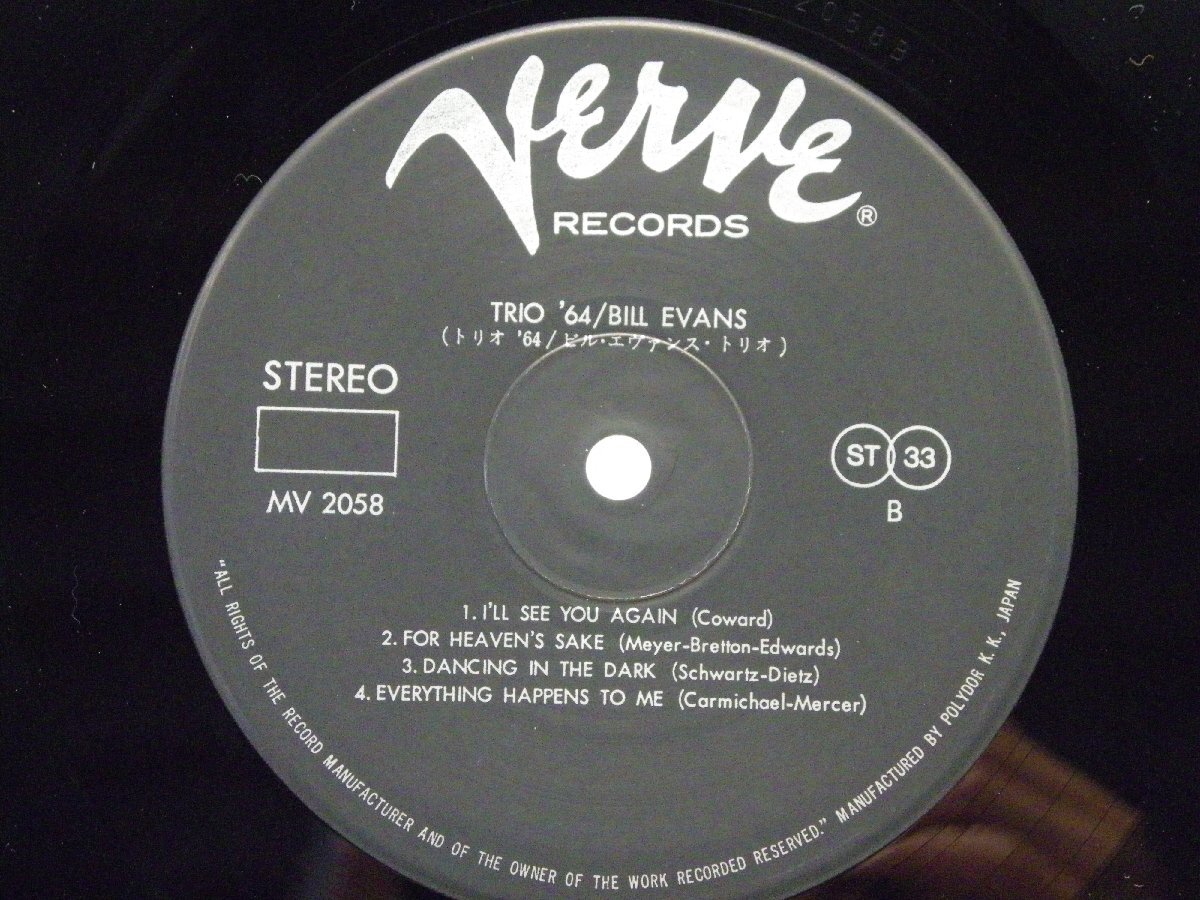 2058B
Verve
RECORDS ®
TRIO '64/BILL EVANS
(トリオ '64/ビル・エヴァンス・トリオ)
STEREO
MV 2058
ST 33
B
1. I'LL SEE YOU AGAIN (Coward)
2. FOR HEAVEN'S SAKE (Meyer-Bretton-Edwards)
3. DANCING IN THE DARK (Schwartz-Dietz)
4. EVERYTHING HAPPENS TO ME (Carmichael-Mercer)
"ALL RIGHTS OF THE RECORD MANUFACTURER AND OF THE OWNER OF THE WORK RECORDED RESERVED." MANUFACTURED BY POLYDOR K. K., JAPAN